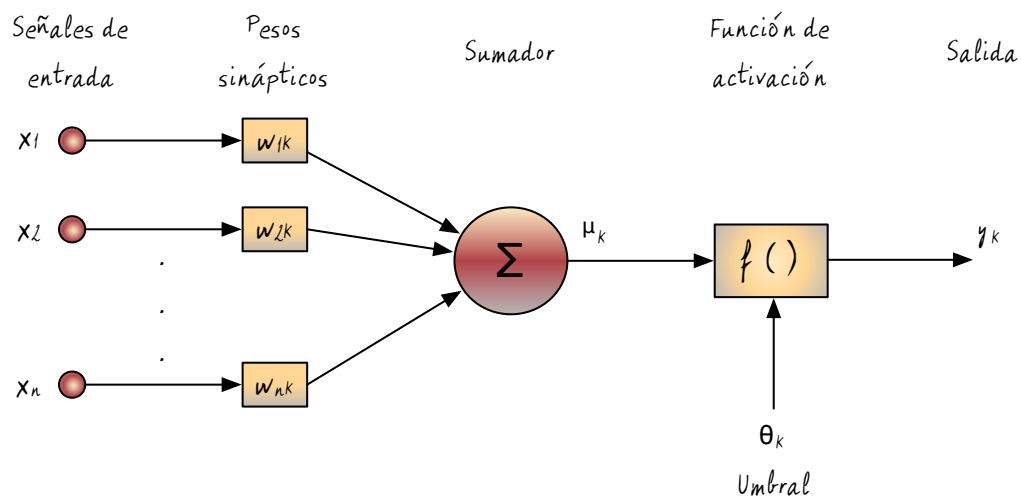 Señales de
entrada
Pesos
sinápticos
Sumador
Función de
activación
Salida
x1
w1k
x2
w2k
.
.
.
xn
wnk
Σ
μk
f ( )
yk
θk
Umbral